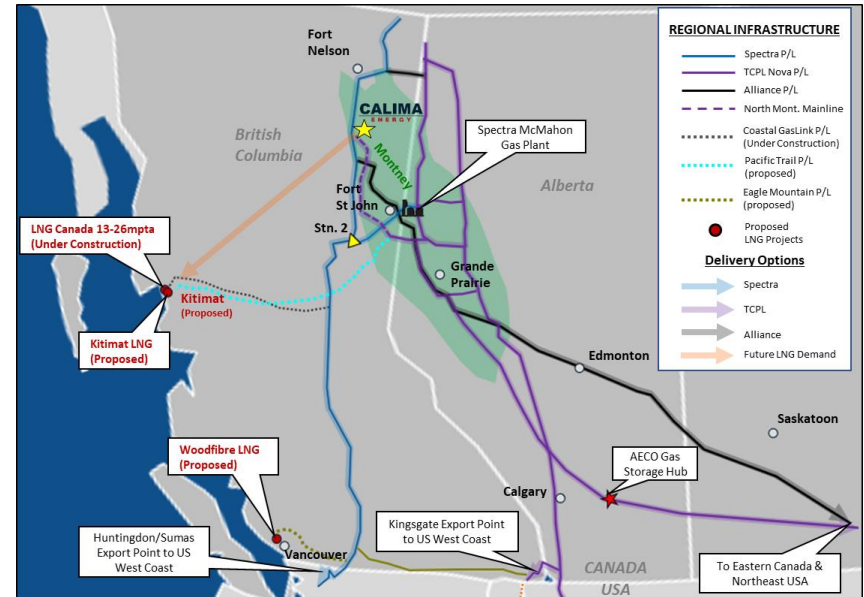 Fort
Nelson
CALIMA
ENERGY
British
Columbia
Montney
Spectra McMahon
Gas Plant
Alberta
Fort
St John
Stn. 2
LNG Canada 13-26mpta
(Under Construction)
Kitimat
(Proposed)
Kitimat LNG
(Proposed)
Grande
Prairie
Edmonton
Saskatoon
Woodfibre LNG
(Proposed)
AECO Gas
Storage Hub
Calgary
Huntingdon/Sumas
Export Point to US
West Coast
Vancouver
Kingsgate Export Point
to US West Coast
CANADA
USA
To Eastern Canada &
Northeast USA
REGIONAL INFRASTRUCTURE
Spectra P/L
TCPL Nova P/L
Alliance P/L
North Mont. Mainline
Coastal GasLink P/L
(Under Construction)
Pacific Trail P/L
(proposed)
Eagle Mountain P/L
(proposed)
Proposed
LNG Projects
Delivery Options
Spectra
TCPL
Alliance
Future LNG Demand